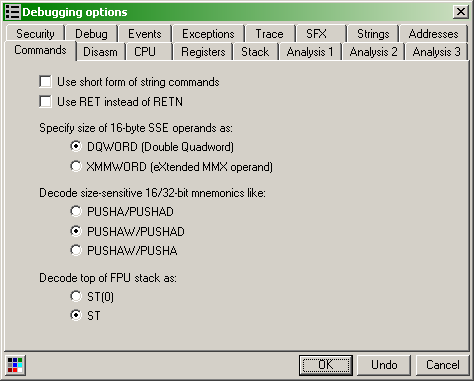 Debugging options
Security Debug Events Exceptions Trace SFX Strings Addresses
Commands Disasm CPU Registers Stack Analysis 1 Analysis 2 Analysis 3
Use short form of string commands
Use RET instead of RETN
Specify size of 16-byte SSE operands as:
DQWORD (Double Quadword)
XMMWORD (eXtended MMX operand)
Decode size-sensitive 16/32-bit mnemonics like:
PUSHA/PUSHAD
PUSHAW/PUSHAD
PUSHAW/PUSHA
Decode top of FPU stack as:
ST(0)
ST
OK Undo Cancel